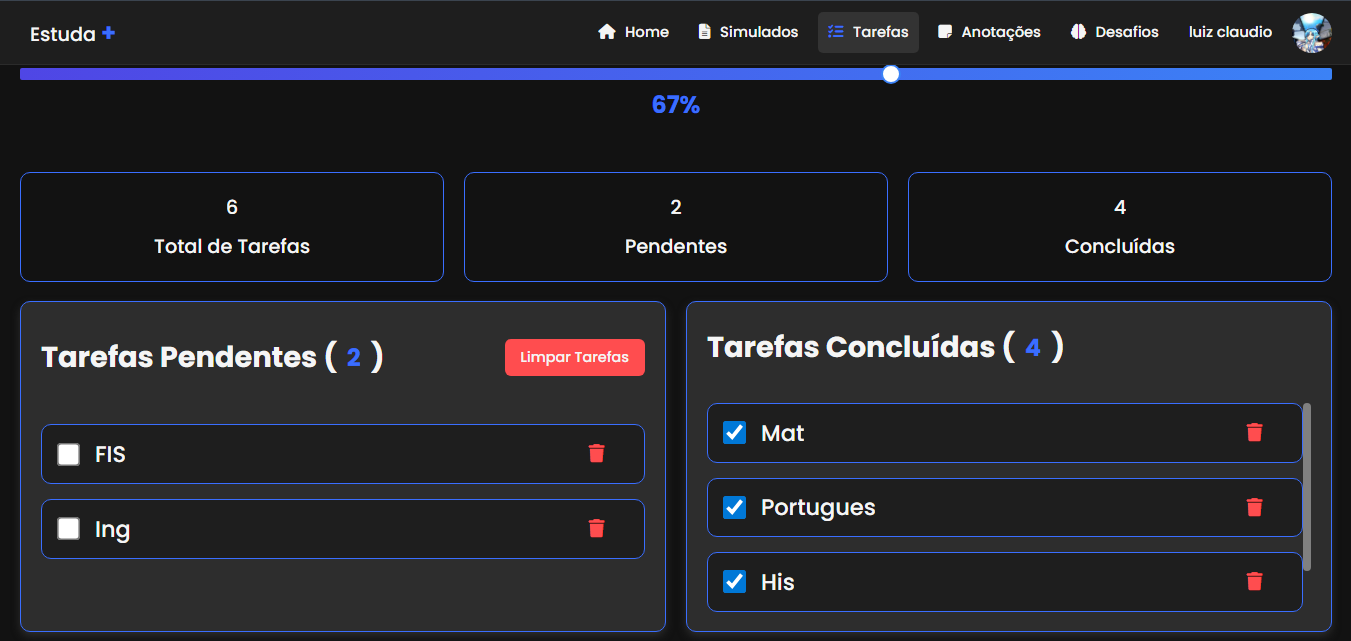 Estuda +
Home
Simulados
Tarefas
Anotações
Desafios
luiz claudio
67%
6
Total de Tarefas
2
Pendentes
4
Concluídas
Tarefas Pendentes ( 2 )
Limpar Tarefas
FIS
Ing
Tarefas Concluídas ( 4 )
Mat
Portugues
His